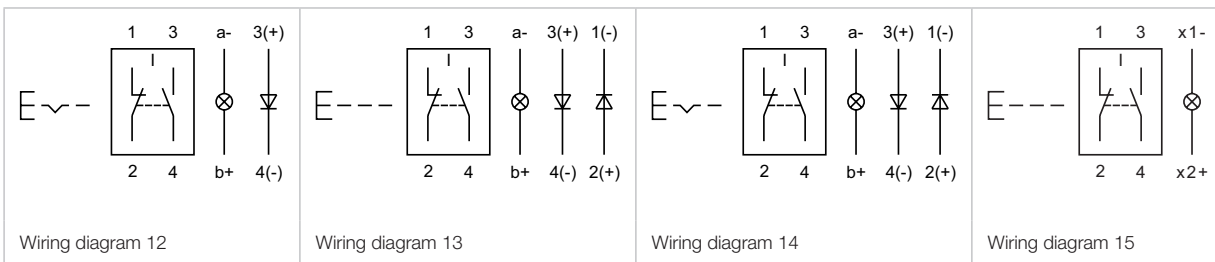 1 3 a- 3(+)
2 4 b+ 4(-)
Wiring diagram 12
1 3 a- 3(+) 1(-)
2 4 b+ 4(-) 2(+)
Wiring diagram 13
1 3 a- 3(+) 1(-)
2 4 b+ 4(-) 2(+)
Wiring diagram 14
1 3 x1-
2 4 x2+
Wiring diagram 15